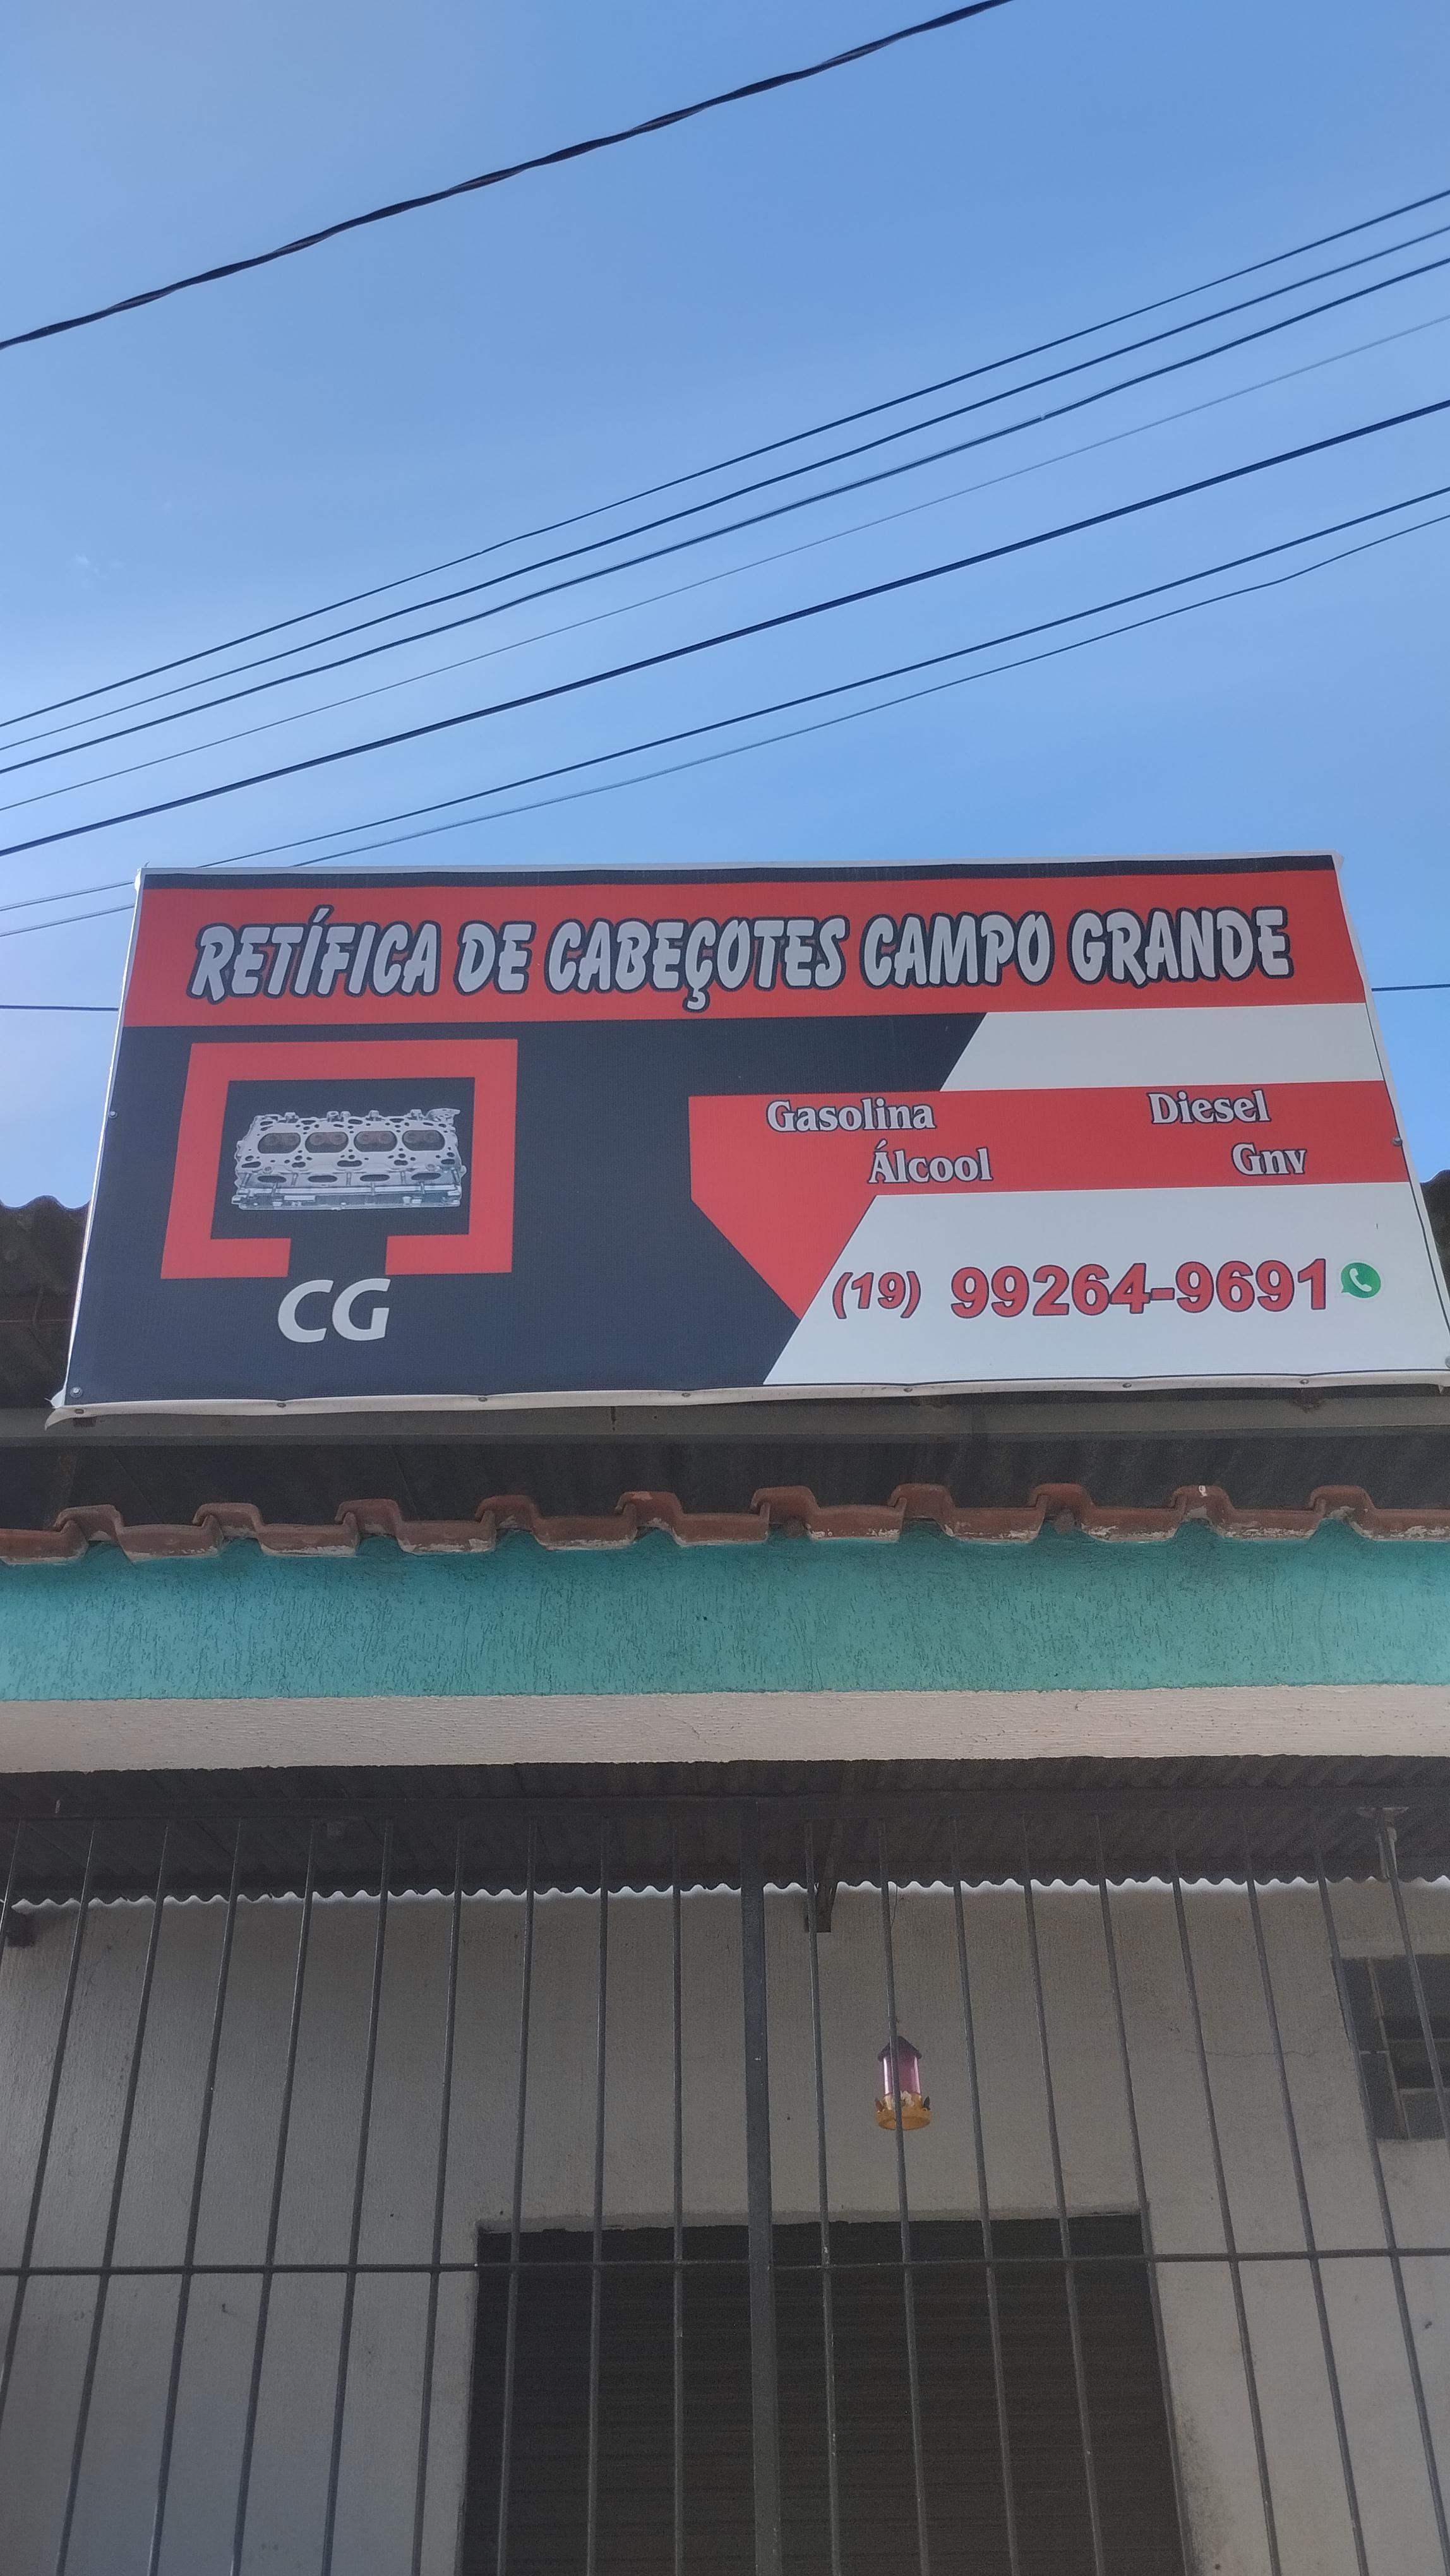 RETÍFICA DE CABEÇOTES CAMPO GRANDE
Gasolina
Diesel
Álcool
Gnv
CG
(19) 99264-9691